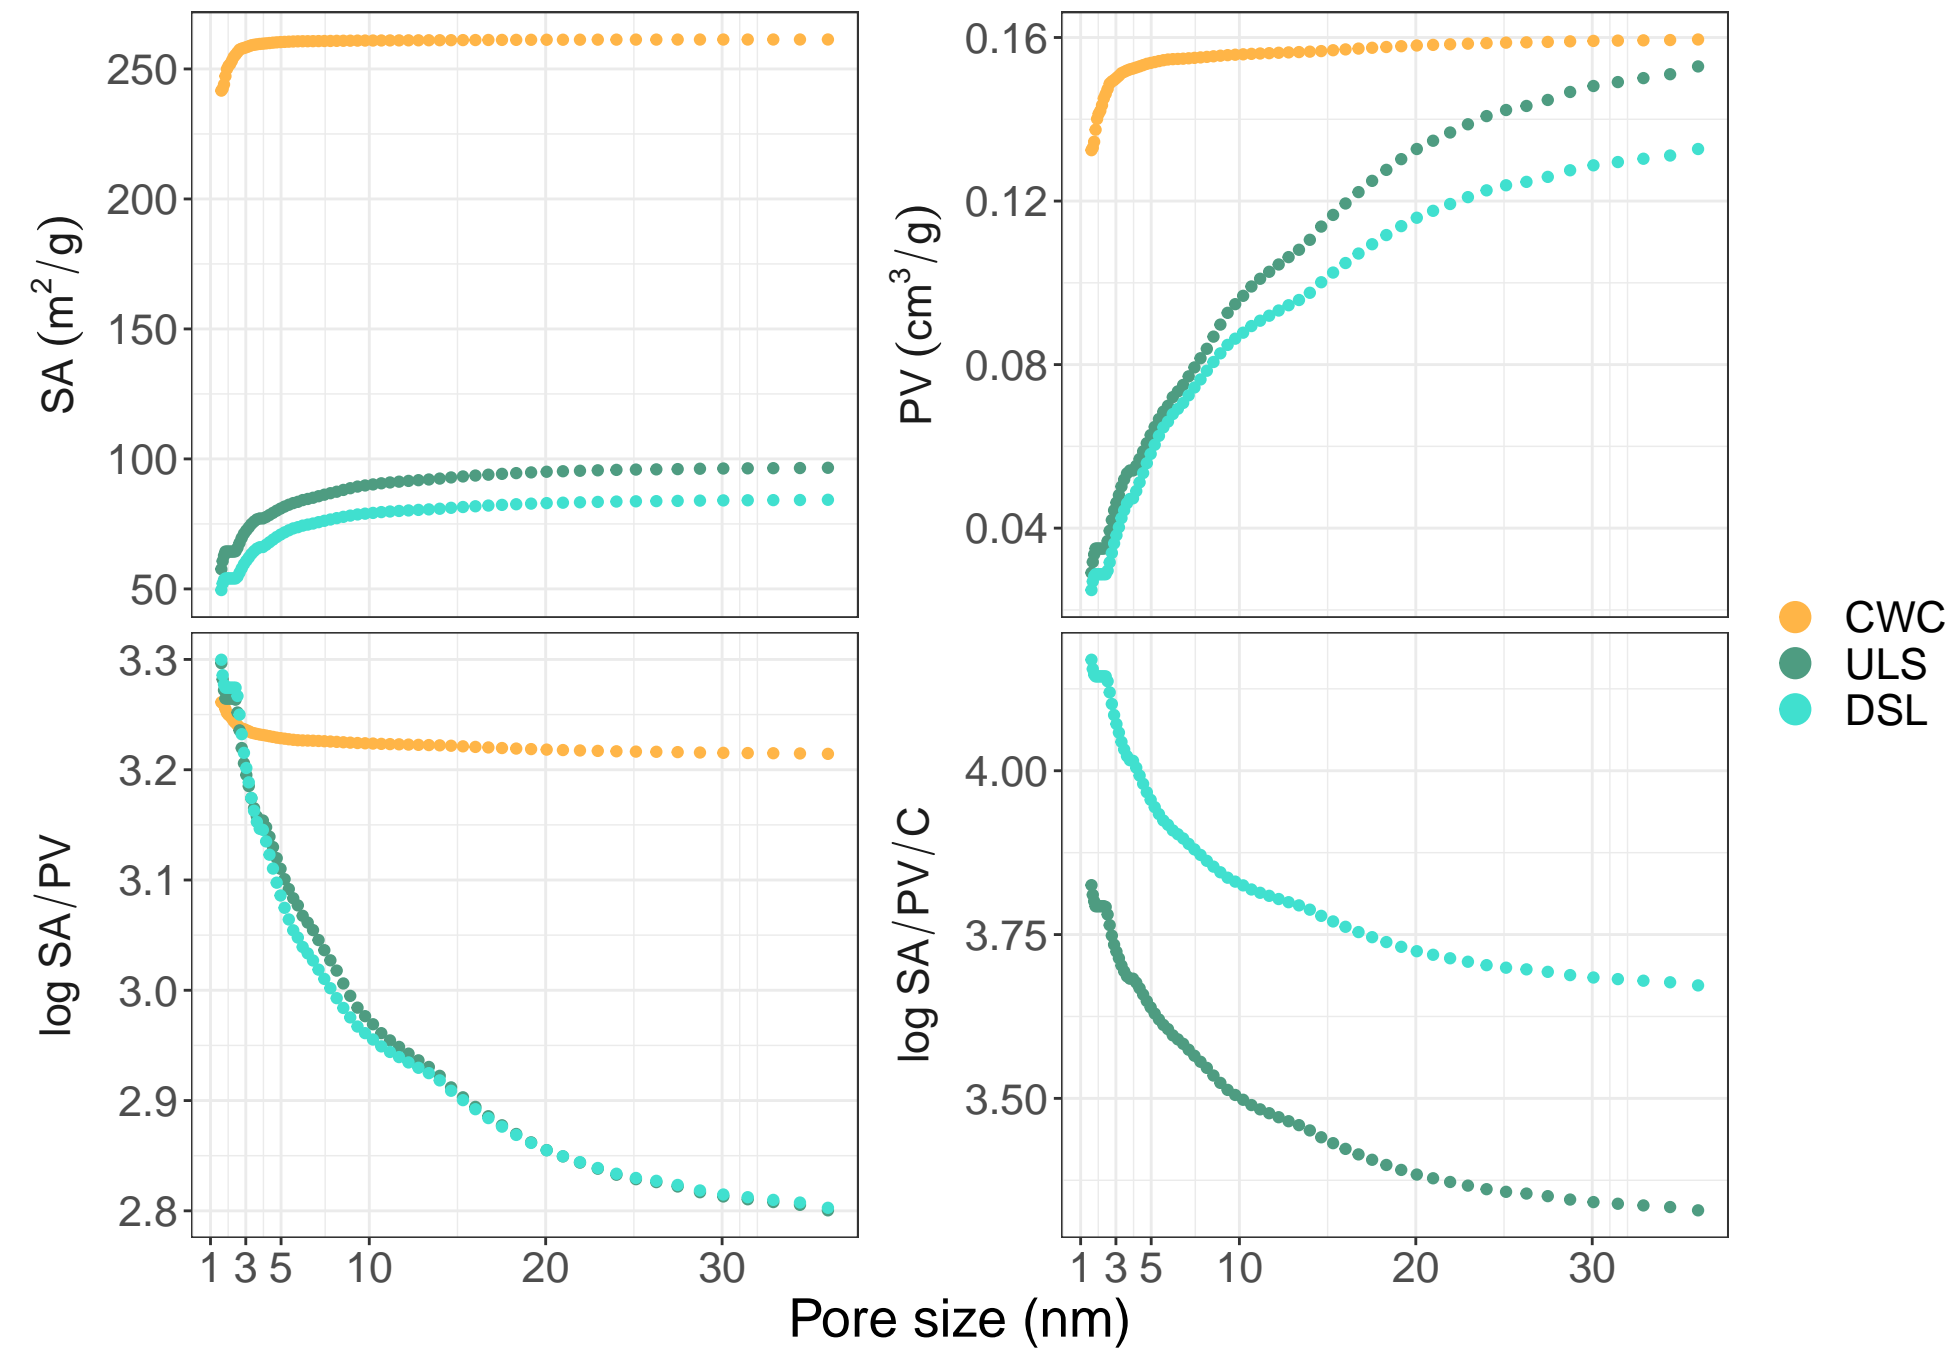 250
200
150
100
50
SA (m²/g)
0.16
0.12
0.08
0.04
PV (cm³/g)
3.3
3.2
3.1
3.0
2.9
2.8
log SA/PV
1 3 5 10 20 30
4.00
3.75
3.50
log SA/PV/C
1 3 5 10 20 30
Pore size (nm)
CWC
ULS
DSL